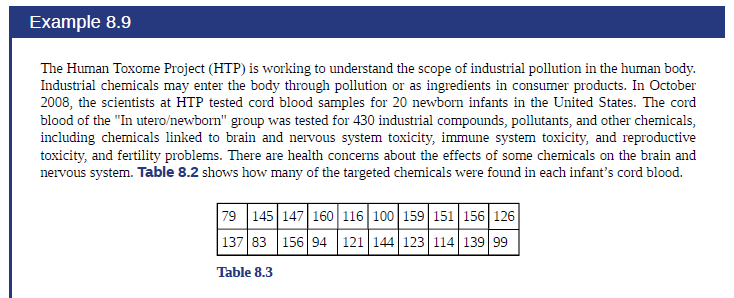 Example 8.9
The Human Toxome Project (HTP) is working to understand the scope of industrial pollution in the human body.
Industrial chemicals may enter the body through pollution or as ingredients in consumer products. In October
2008, the scientists at HTP tested cord blood samples for 20 newborn infants in the United States. The cord
blood of the "In utero/newborn" group was tested for 430 industrial compounds, pollutants, and other chemicals,
including chemicals linked to brain and nervous system toxicity, immune system toxicity, and reproductive
toxicity, and fertility problems. There are health concerns about the effects of some chemicals on the brain and
nervous system. Table 8.2 shows how many of the targeted chemicals were found in each infant’s cord blood.
79 145 147 160 116 100 159 151 156 126
137 83 156 94 121 144 123 114 139 99
Table 8.3